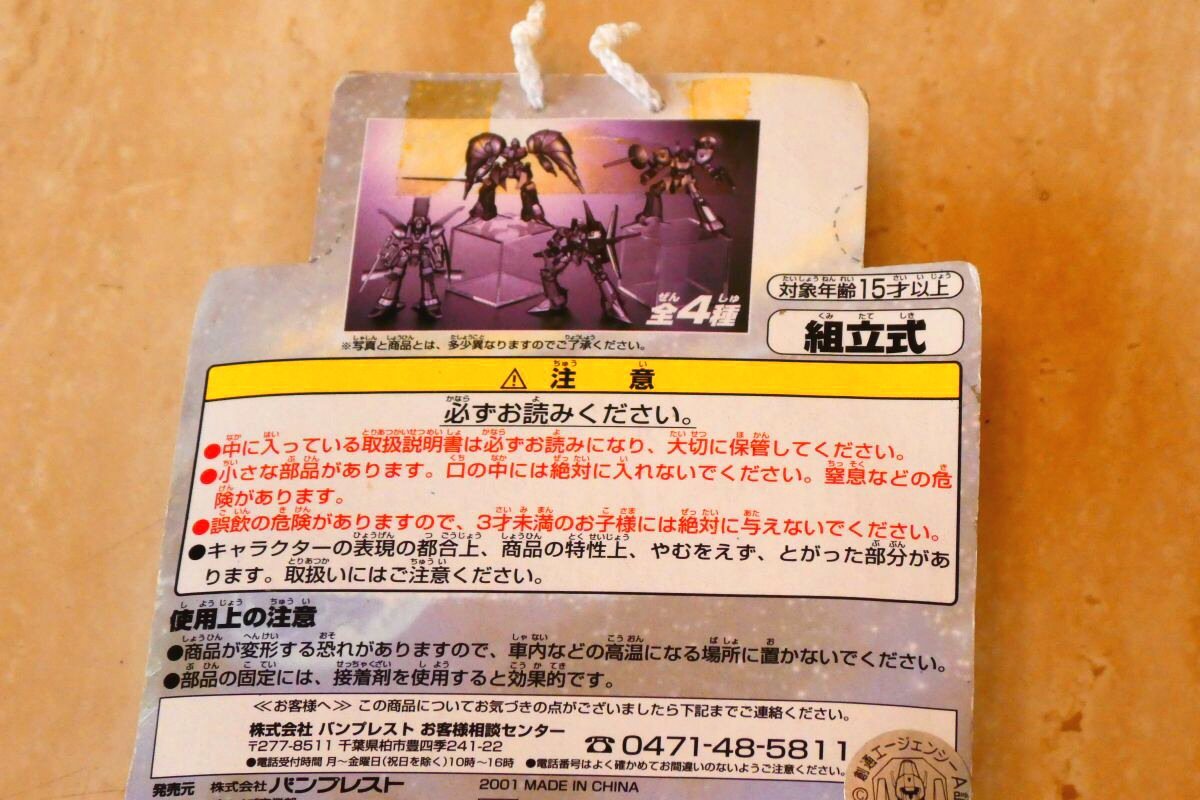 全4種
※写真と商品とは、多少異なりますのでご了承ください。
対象年齢15才以上
組立式
⚠ 注意
必ずお読みください。
●中に入っている取扱説明書は必ずお読みになり、大切に保管してください。
●小さな部品があります。口の中には絶対に入れないでください。窒息などの危
険があります。
●誤飲の危険がありますので、3才未満のお子様には絶対に与えないでください。
●キャラクターの表現の都合上、商品の特性上、やむをえず、とがった部分があ
ります。取扱いにはご注意ください。
使用上の注意
●商品が変形する恐れがありますので、車内などの高温になる場所に置かないでください。
●部品の固定には、接着剤を使用すると効果的です。
≪お客様へ≫ この商品についてお気づきの点がございましたら下記までご連絡ください。
株式会社 バンプレスト お客様相談センター
〒277-8511 千葉県柏市豊四季241-22
☎0471-48-5811
●電話受付時間 月~金曜日(祝日を除く)10時~16時 ●電話番号はよく確かめてお間違いのないようご注意ください。
発売元 株式会社バンプレスト 2001 MADE IN CHINA
創通エージェンシー